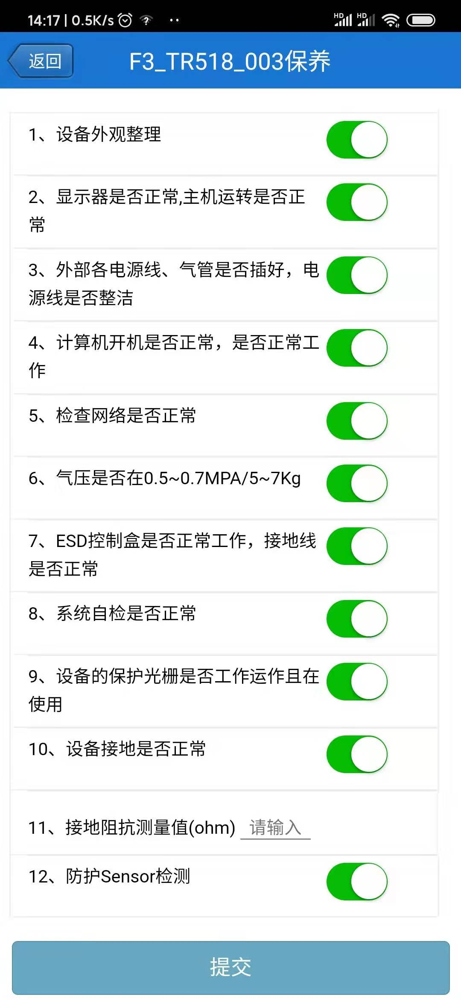 14:17 | 0.5K/s
HD HD
返回
F3_TR518_003保养
1、设备外观整理
2、显示器是否正常,主机运转是否正
常
3、外部各电源线、气管是否插好，电
源线是否整洁
4、计算机开机是否正常，是否正常工
作
5、检查网络是否正常
6、气压是否在0.5~0.7MPA/5~7Kg
7、ESD控制盒是否正常工作，接地线
是否正常
8、系统自检是否正常
9、设备的保护光栅是否工作运作且在
使用
10、设备接地是否正常
11、接地阻抗测量值(ohm) 请输入
12、防护Sensor检测
提交